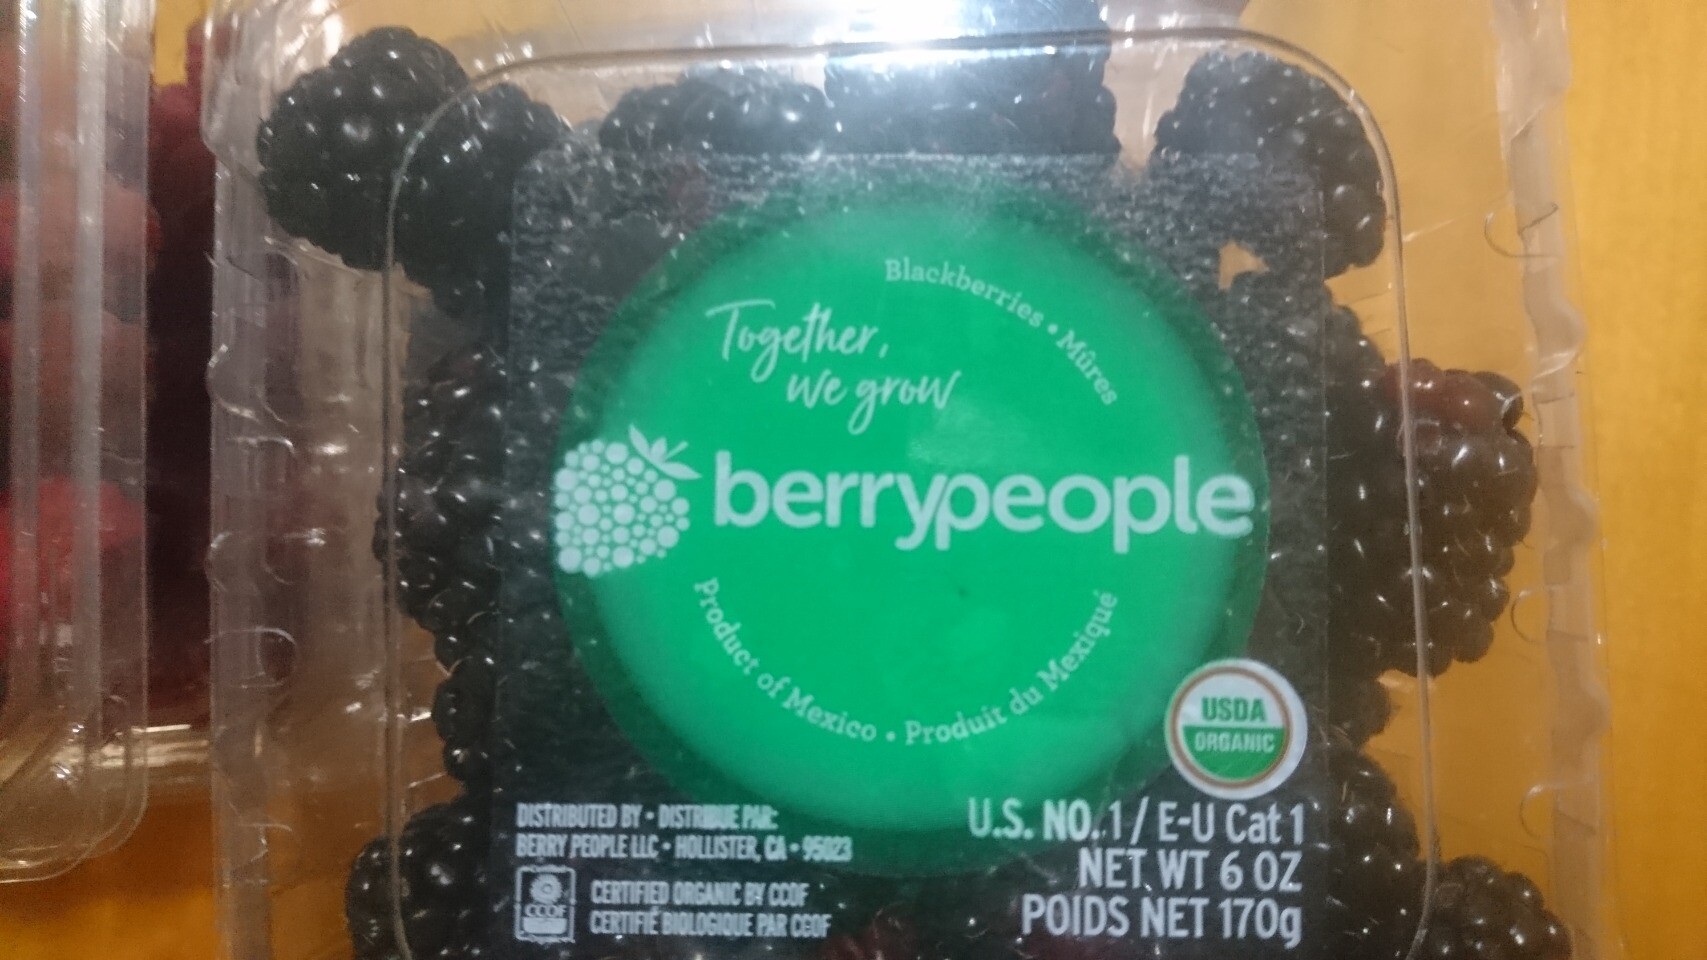 Blackberries • Mûres
Together,
we grow
berrypeople
Product of Mexico • Produit du Mexique
USDA
ORGANIC
DISTRIBUTED BY • DISTRIBUE PAR:
BERRY PEOPLE LLC • HOLLISTER, CA • 95023
CCOF
CERTIFIED ORGANIC BY CCOF
CERTIFIÉ BIOLOGIQUE PAR CCOF
U.S. NO. 1 / E-U Cat 1
NET WT 6 OZ
POIDS NET 170g